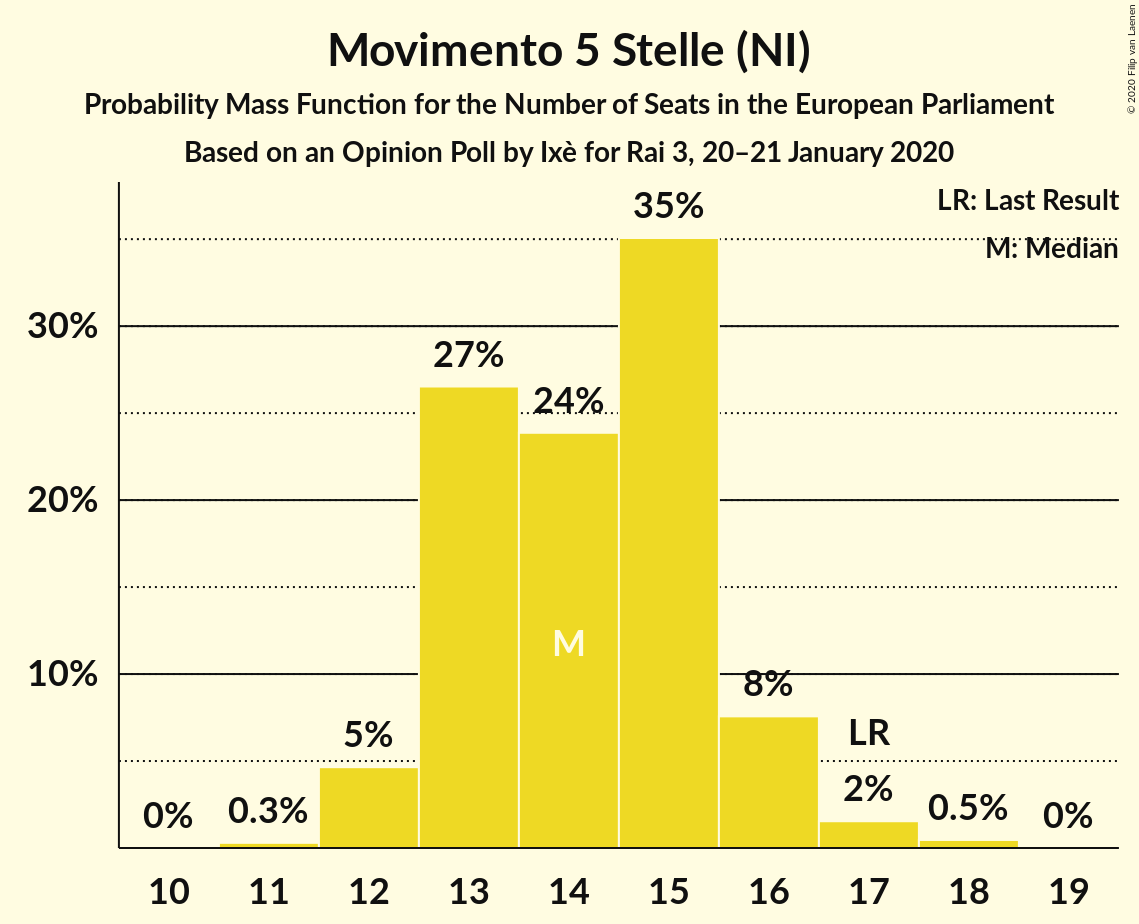 Movimento 5 Stelle (NI)
Probability Mass Function for the Number of Seats in the European Parliament
Based on an Opinion Poll by Ixè for Rai 3, 20–21 January 2020
© 2020 Filip van Laenen
LR: Last Result
M: Median
35%
30%
27%
24%
20%
M
10%
8%
LR
5%
2%
0%
0.3%
0.5%
0%
10 11 12 13 14 15 16 17 18 19